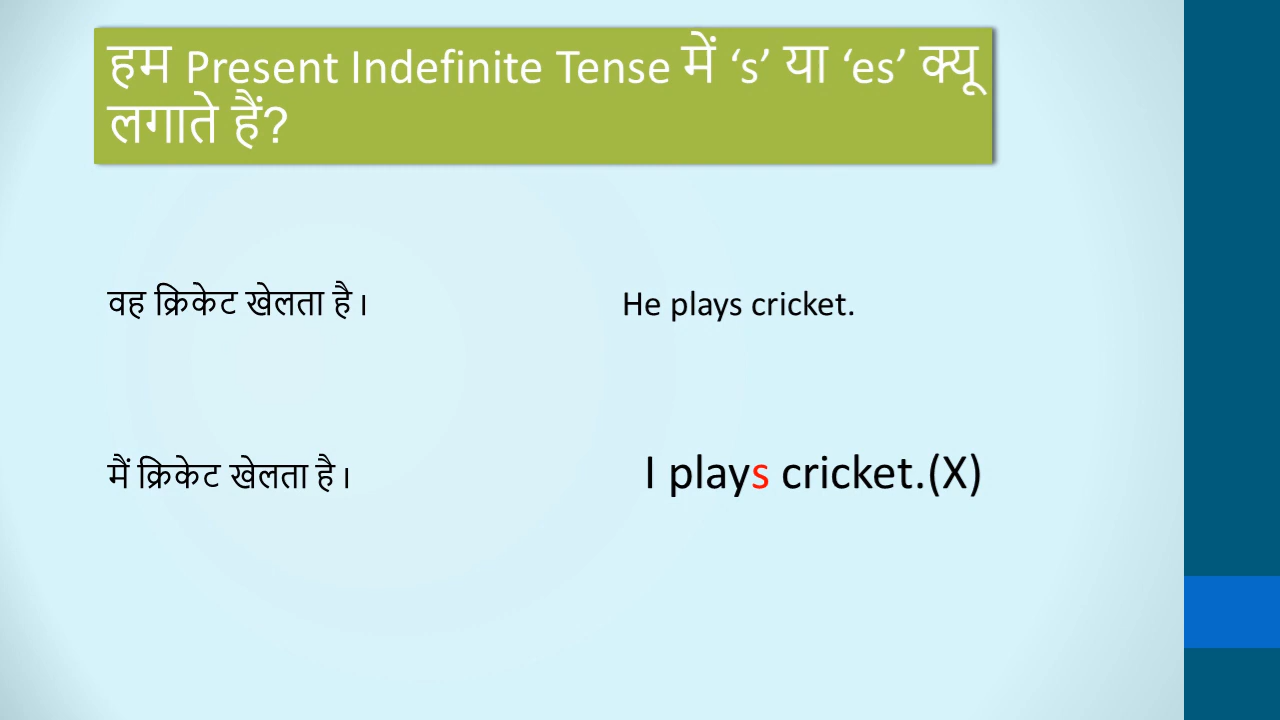 हम Present Indefinite Tense में ‘s’ या ‘es’ क्यू
लगाते हैं?
वह क्रिकेट खेलता है। He plays cricket.
मैं क्रिकेट खेलता है। I plays cricket.(X)